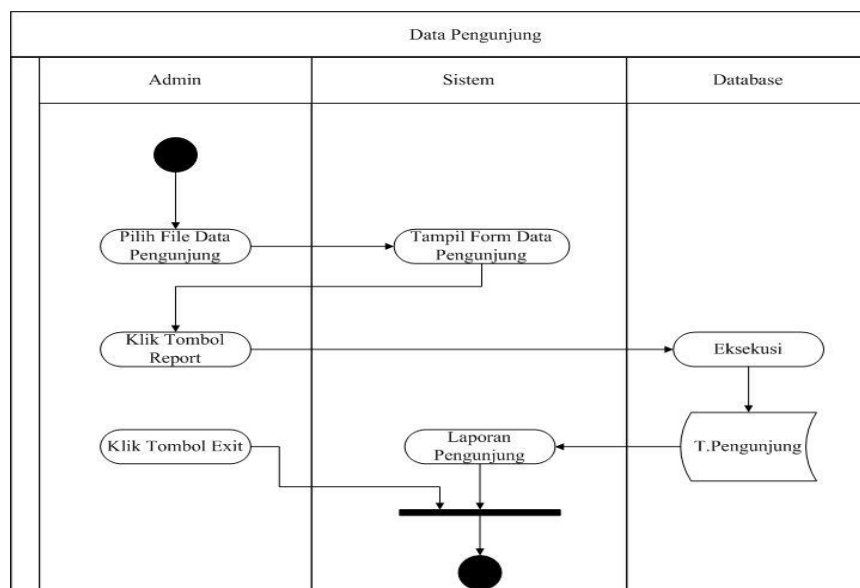 Data Pengunjung
Admin
Sistem
Database
Pilih File Data
Pengunjung
Tampil Form Data
Pengunjung
Klik Tombol
Report
Eksekusi
Klik Tombol Exit
Laporan
Pengunjung
T.Pengunjung